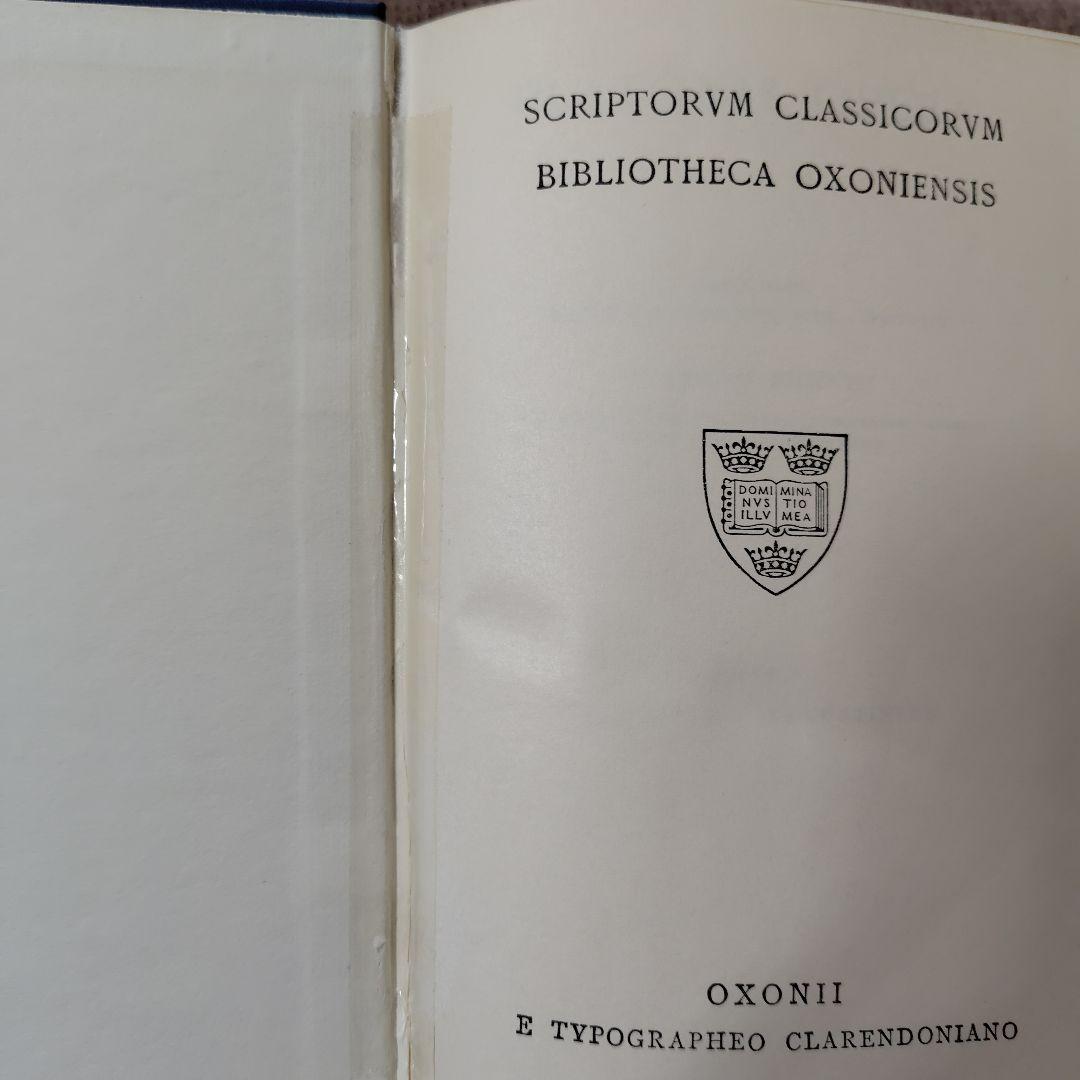 SCRIPTORVM CLASSICORVM
BIBLIOTHECA OXONIENSIS
DOMI MINA
NVS TIO
ILLV MEA
OXONII
E TYPOGRAPHEO CLARENDONIANO